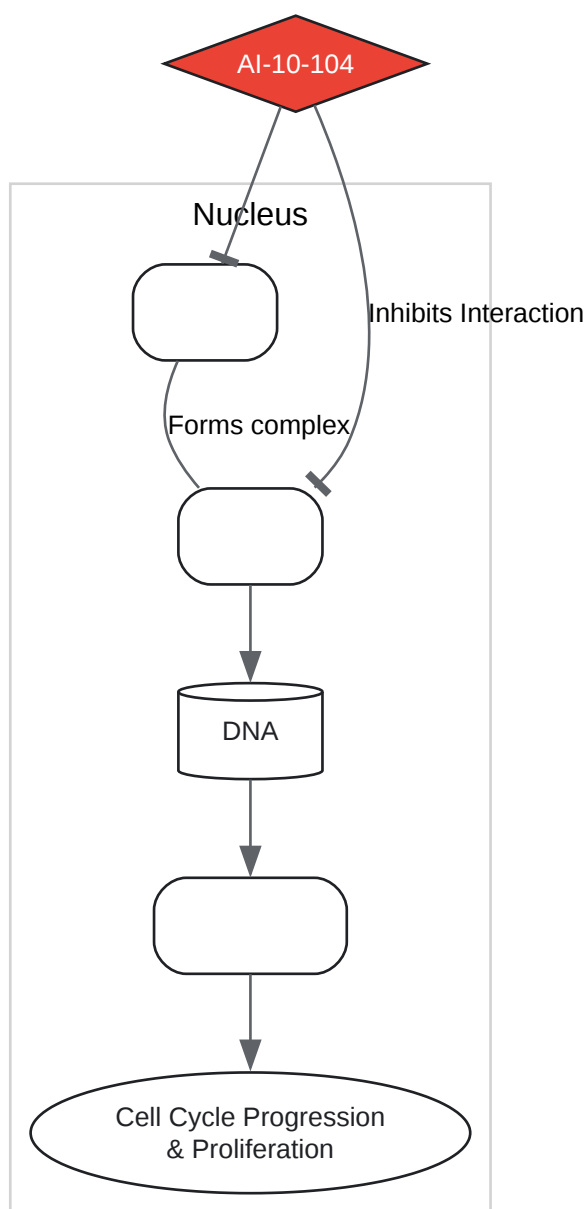 AI-10-104
Nucleus
Inhibits Interaction
Forms complex
DNA
Cell Cycle Progression
& Proliferation